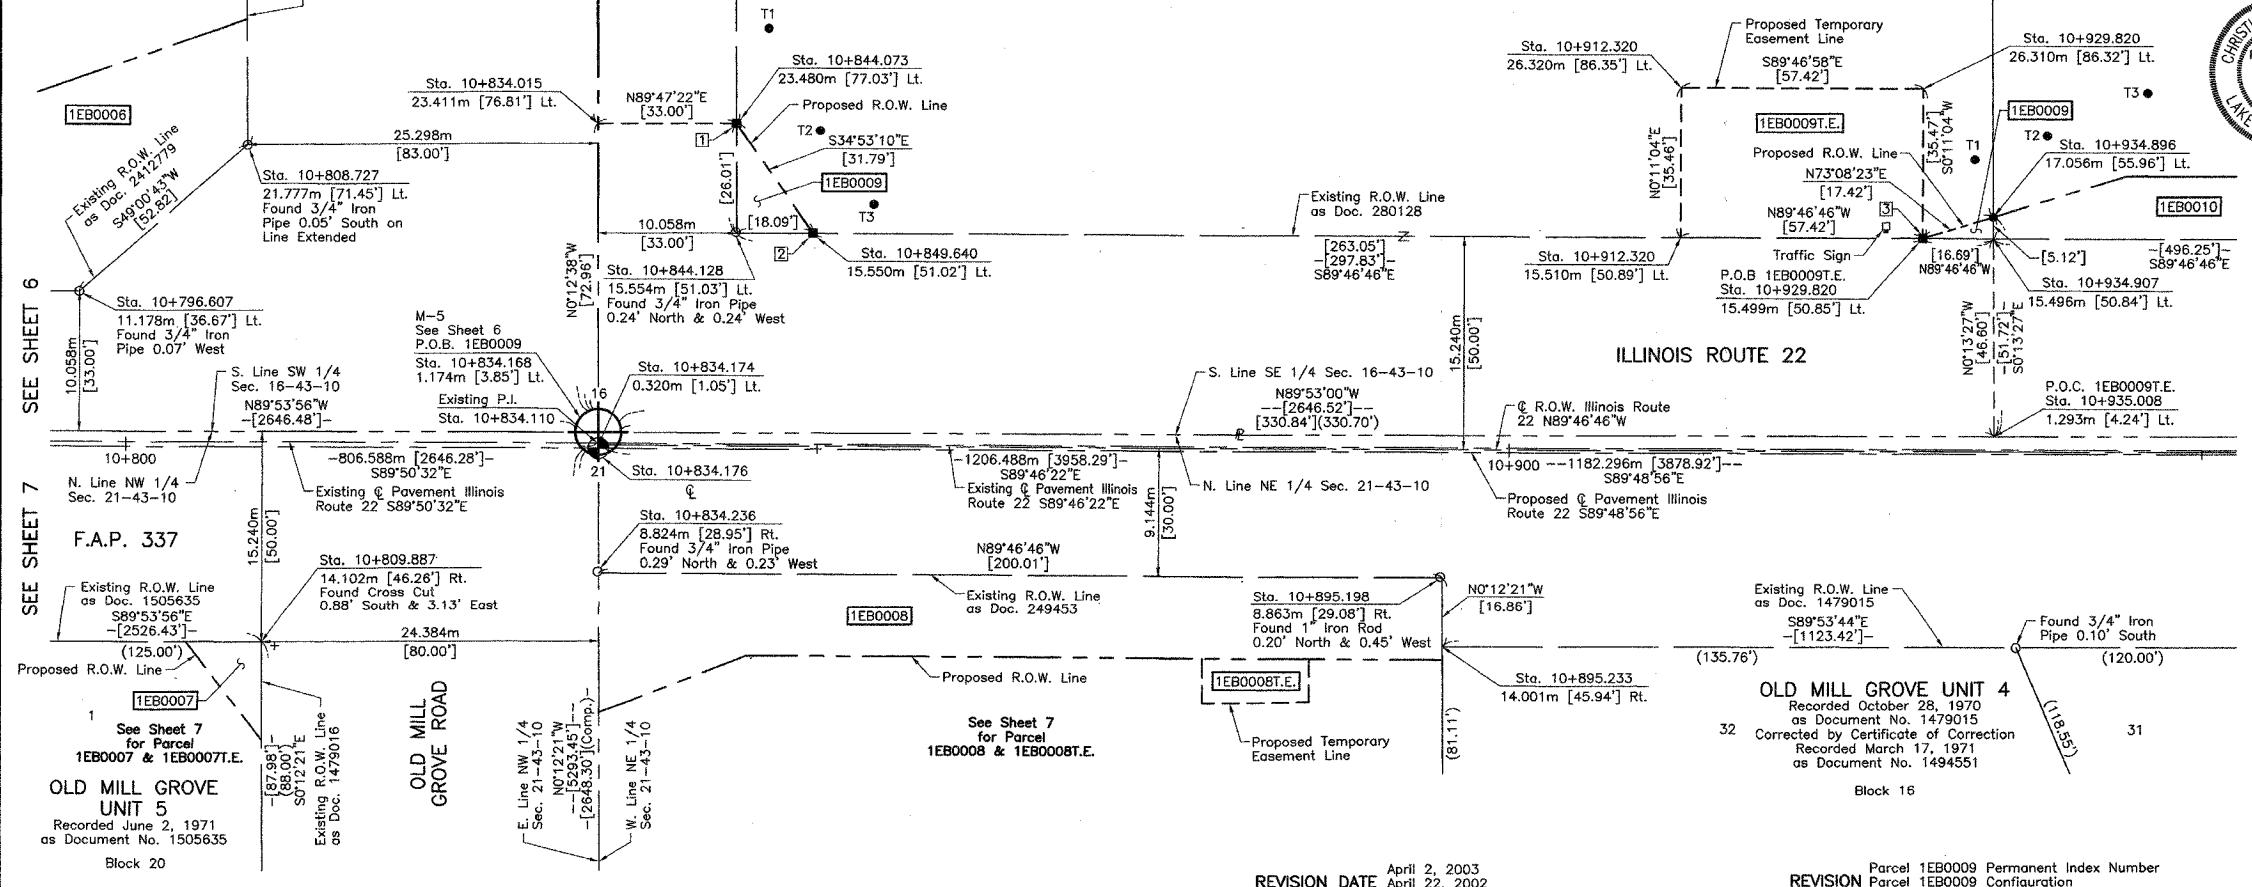 T1
Sta. 10+844.073
23.480m [77.03'] Lt.
Sta. 10+834.015
23.411m [76.81'] Lt.
N89°47'22"E
[33.00']
Proposed R.O.W. Line
1EB0006
Existing R.O.W. Line
as Doc. 2412779
S49°00'43"W
[52.82]
25.298m
[83.00']
1
T2
S34°53'10"E
[31.79']
[26.01']
1EB0009
T3
Sta. 10+808.727
21.777m [71.45'] Lt.
Found 3/4" Iron
Pipe 0.05' South on
Line Extended
10.058m
[33.00']
[18.09']
2
Sta. 10+849.640
15.550m [51.02'] Lt.
Sta. 10+844.128
15.554m [51.03'] Lt.
Found 3/4" Iron Pipe
0.24' North & 0.24' West
N0°12'38"W
[72.96']
Sta. 10+796.607
11.178m [36.67'] Lt.
Found 3/4" Iron
Pipe 0.07' West
10.058m
[33.00']
SEE SHEET 6
Existing R.O.W. Line
as Doc. 280128
[263.05']
-[297.83']-
S89°46'46"E
Sta. 10+912.320
26.320m [86.35'] Lt.
Proposed Temporary
Easement Line
S89°46'58"E
[57.42']
Sta. 10+929.820
26.310m [86.32'] Lt.
CHRIST
LAKE
T3
1EB0009
1EB0009T.E.
N0°11'04"E
[35.46']
[35.47']
S0°11'04"W
T2
T1
Proposed R.O.W. Line
Sta. 10+934.896
17.056m [55.96'] Lt.
N73°08'23"E
[17.42']
N89°46'46"W
[57.42']
3
1EB0010
Traffic Sign
[16.69']
N89°46'46"W
[5.12']
-[496.25']-
S89°46'46"E
Sta. 10+912.320
15.510m [50.89'] Lt.
P.O.B 1EB0009T.E.
Sta. 10+929.820
15.499m [50.85'] Lt.
Sta. 10+934.907
15.496m [50.84'] Lt.
N0°13'27"W
[46.60']
-[51.72']-
S0°13'27"E
15.240m
[50.00']
ILLINOIS ROUTE 22
P.O.C. 1EB0009T.E.
Sta. 10+935.008
1.293m [4.24'] Lt.
M-5
See Sheet 6
P.O.B. 1EB0009
Sta. 10+834.168
1.174m [3.85'] Lt.
Existing P.I.
Sta. 10+834.110
Sta. 10+834.174
0.320m [1.05'] Lt.
16
21
S. Line SW 1/4
Sec. 16-43-10
N89°53'56"W
-[2646.48']-
S. Line SE 1/4 Sec. 16-43-10
N89°53'00"W
--[2646.52']--
[330.84'](330.70')
℄ R.O.W. Illinois Route
22 N89°46'46"W
10+800
-806.588m [2646.28']-
S89°50'32"E
Sta. 10+834.176
℄
-1206.488m [3958.29']-
S89°46'22"E
10+900 --1182.296m [3878.92']--
S89°48'56"E
N. Line NW 1/4
Sec. 21-43-10
Existing ℄ Pavement Illinois
Route 22 S89°50'32"E
Existing ℄ Pavement Illinois
Route 22 S89°46'22"E
N. Line NE 1/4 Sec. 21-43-10
Proposed ℄ Pavement Illinois
Route 22 S89°48'56"E
SEE SHEET 7
F.A.P. 337
15.240m
[50.00']
Sta. 10+834.236
8.824m [28.95'] Rt.
Found 3/4" Iron Pipe
0.29' North & 0.23' West
9.144m
[30.00']
N89°46'46"W
[200.01']
Sta. 10+809.887
14.102m [46.26'] Rt.
Found Cross Cut
0.88' South & 3.13' East
Existing R.O.W. Line
as Doc. 1505635
S89°53'56"E
-[2526.43']-
(125.00')
24.384m
[80.00']
Existing R.O.W. Line
as Doc. 249453
1EB0008
Sta. 10+895.198
8.863m [29.08'] Rt.
Found 1" Iron Rod
0.20' North & 0.45' West
N0°12'21"W
[16.86']
Existing R.O.W. Line
as Doc. 1479015
S89°53'44"E
-[1123.42']-
Found 3/4" Iron
Pipe 0.10' South
(135.76')
(120.00')
Proposed R.O.W. Line
1EB0007
1
See Sheet 7
for Parcel
1EB0007 & 1EB0007T.E.
OLD MILL GROVE
UNIT 5
Recorded June 2, 1971
as Document No. 1505635
Block 20
-[87.98']-
(88.00')
S0°12'21"E
Existing R.O.W. Line
as Doc. 1479016
OLD MILL
GROVE ROAD
E. Line NW 1/4
Sec. 21-43-10
N0°12'21"W
---[5293.45']---
-[2648.30'](Comp.)-
W. Line NE 1/4
Sec. 21-43-10
Proposed R.O.W. Line
See Sheet 7
for Parcel
1EB0008 & 1EB0008T.E.
1EB0008T.E.
Proposed Temporary
Easement Line
(81.11')
Sta. 10+895.233
14.001m [45.94'] Rt.
OLD MILL GROVE UNIT 4
Recorded October 28, 1970
as Document No. 1479015
Corrected by Certificate of Correction
Recorded March 17, 1971
as Document No. 1494551
Block 16
32
(118.55')
31
REVISION DATE
April 2, 2003
April 22, 2002
REVISION
Parcel 1EB0009 Permanent Index Number
Parcel 1EB0009 Configuration